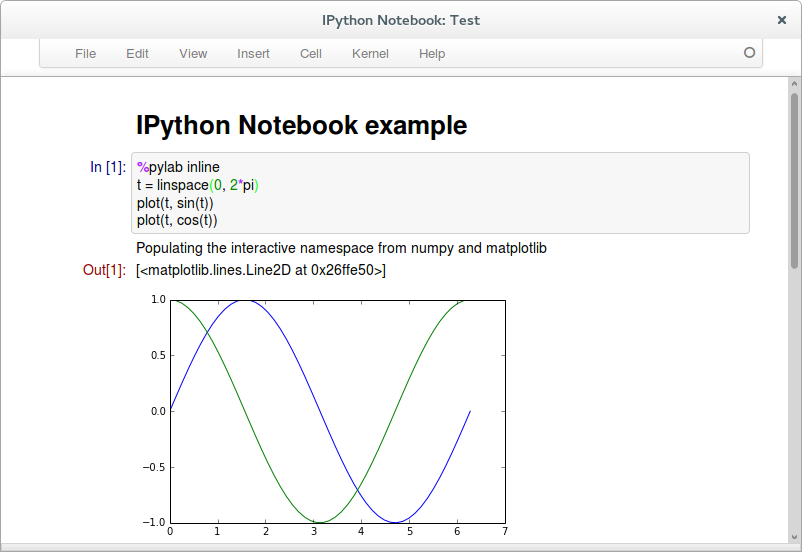 IPython Notebook: Test
File Edit View Insert Cell Kernel Help
IPython Notebook example
In [1]: %pylab inline
t = linspace(0, 2*pi)
plot(t, sin(t))
plot(t, cos(t))
Populating the interactive namespace from numpy and matplotlib
Out[1]: [<matplotlib.lines.Line2D at 0x26ffe50>]
1.0
0.5
0.0
−0.5
−1.0
0 1 2 3 4 5 6 7